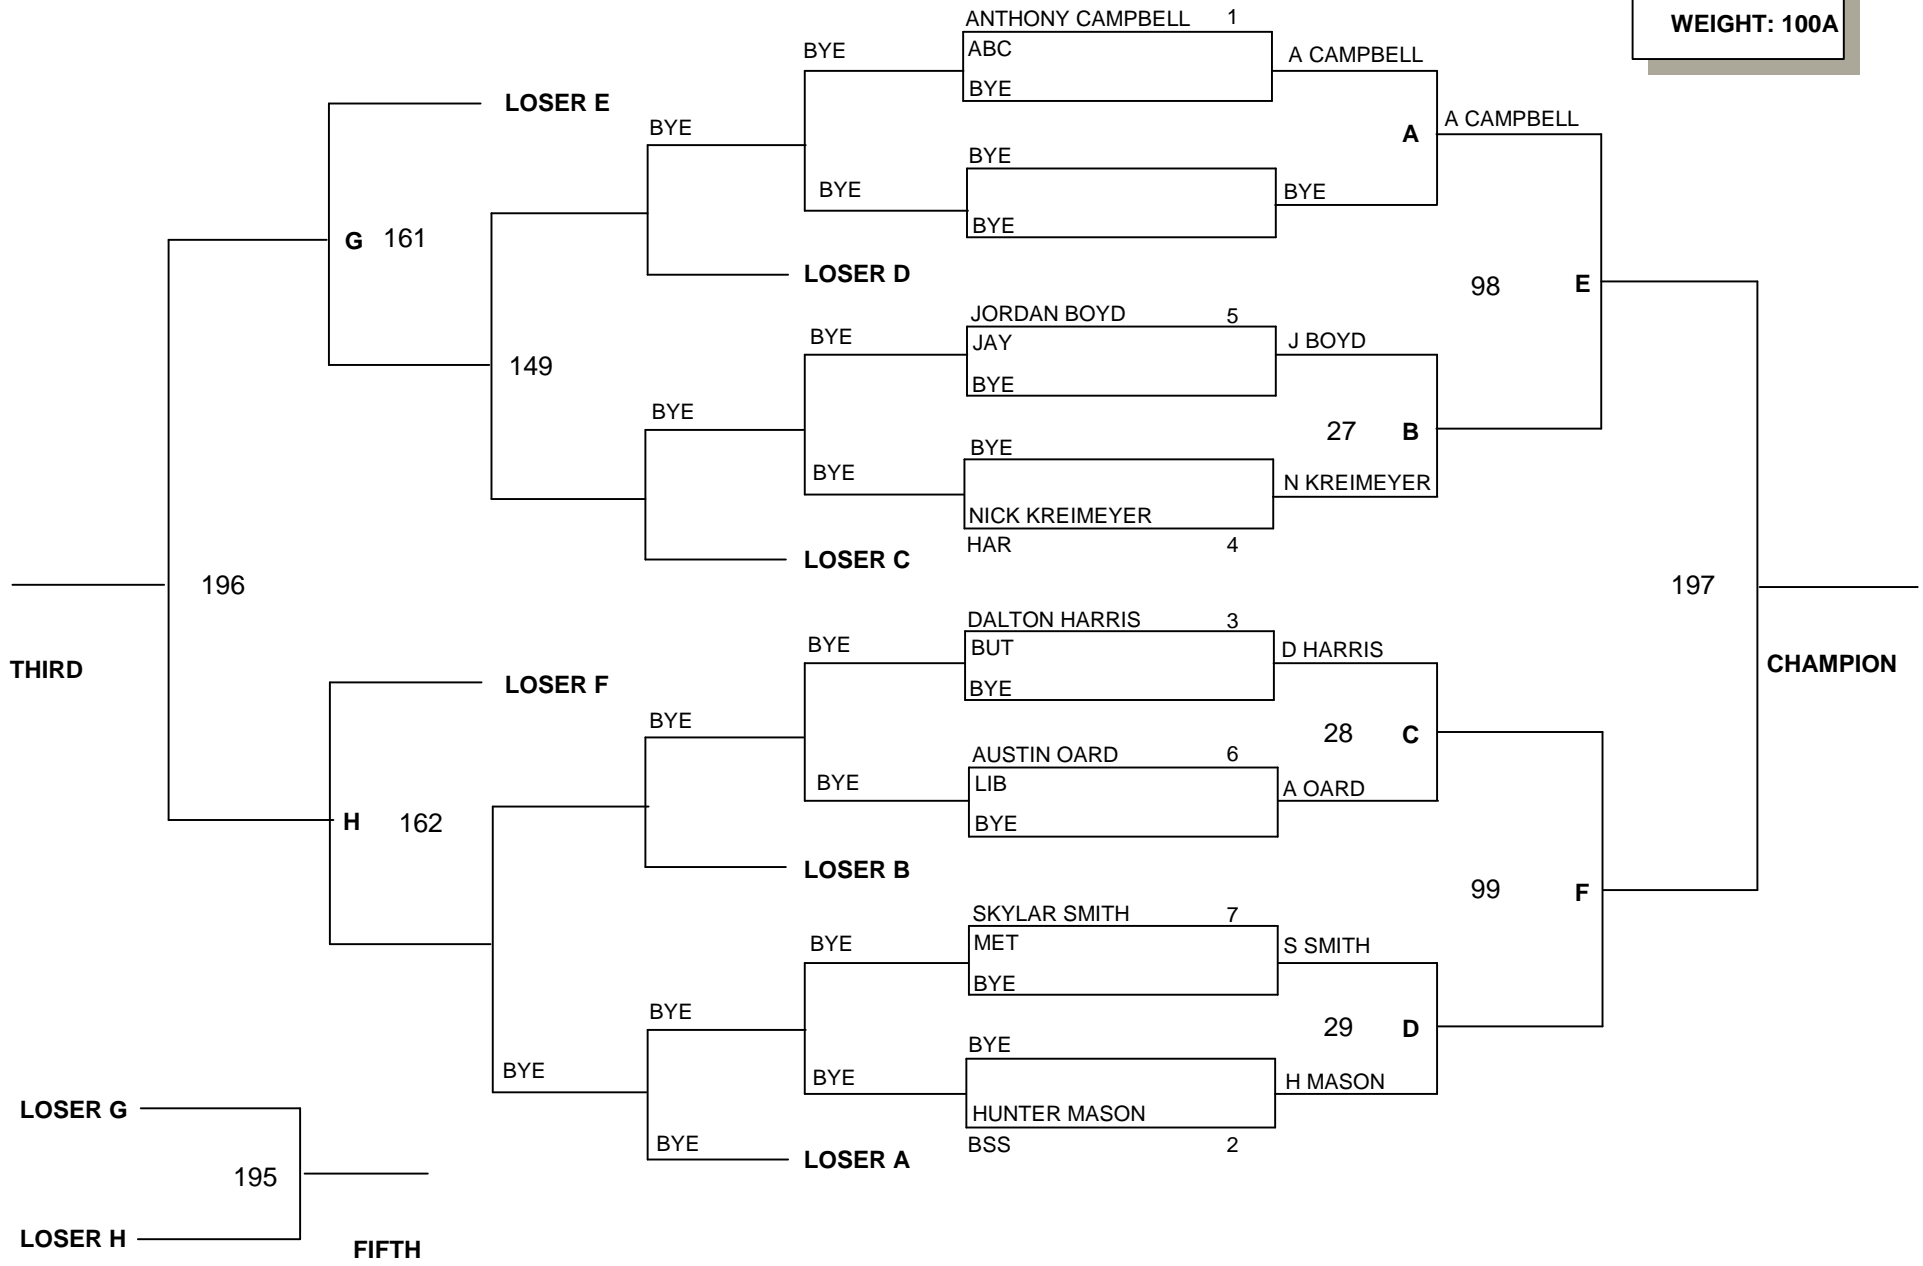 WEIGHT: 100A
ANTHONY CAMPBELL 1
BYE
ABC
A CAMPBELL
BYE
LOSER E
A CAMPBELL
BYE
A
BYE
BYE
BYE
BYE
G 161
LOSER D
98 E
JORDAN BOYD 5
BYE
JAY
J BOYD
149
BYE
BYE
27 B
BYE
BYE
N KREIMEYER
NICK KREIMEYER
HAR 4
LOSER C
196
197
THIRD
CHAMPION
DALTON HARRIS 3
BYE
BUT
D HARRIS
LOSER F
BYE
BYE
28 C
AUSTIN OARD 6
BYE
LIB
A OARD
H 162
BYE
LOSER B
99 F
SKYLAR SMITH 7
BYE
MET
S SMITH
BYE
BYE
29 D
BYE
BYE
BYE
H MASON
HUNTER MASON
BSS 2
BYE
LOSER A
LOSER G
195
LOSER H
FIFTH